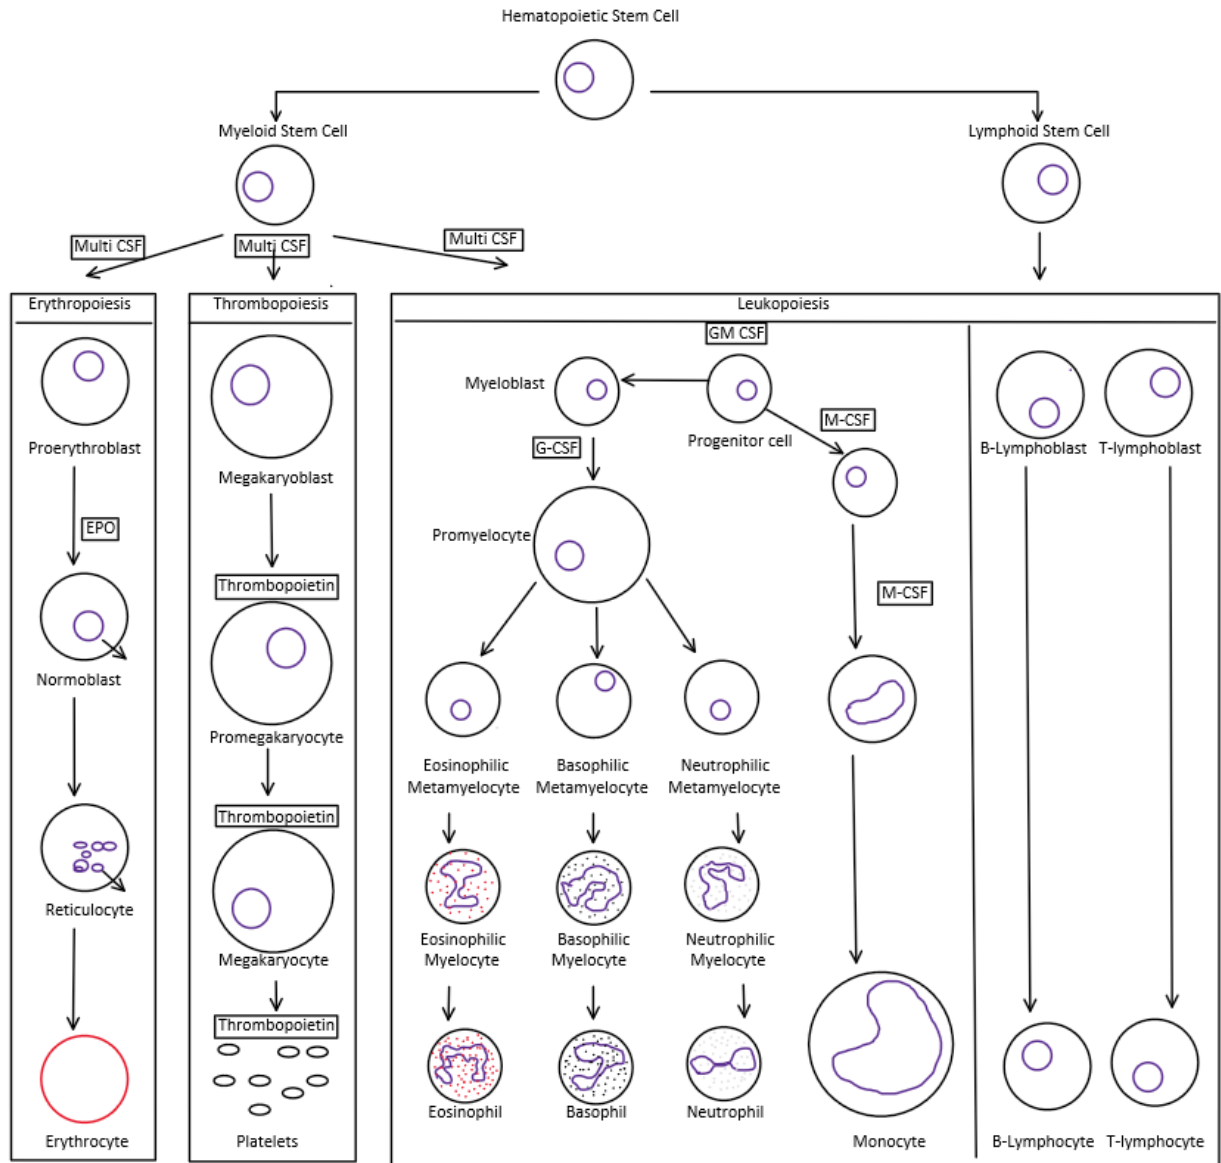 Hematopoietic Stem Cell
Myeloid Stem Cell
Lymphoid Stem Cell
Multi CSF
Multi CSF
Multi CSF
Erythropoiesis
Proerythroblast
EPO
Normoblast
Reticulocyte
Erythrocyte
Thrombopoiesis
Megakaryoblast
Thrombopoietin
Promegakaryocyte
Thrombopoietin
Megakaryocyte
Thrombopoietin
Platelets
Leukopoiesis
GM CSF
Myeloblast
Progenitor cell
M-CSF
G-CSF
Promyelocyte
M-CSF
Eosinophilic
Metamyelocyte
Basophilic
Metamyelocyte
Neutrophilic
Metamyelocyte
Eosinophilic
Myelocyte
Basophilic
Myelocyte
Neutrophilic
Myelocyte
Eosinophil
Basophil
Neutrophil
Monocyte
B-Lymphoblast
T-lymphoblast
B-Lymphocyte
T-lymphocyte